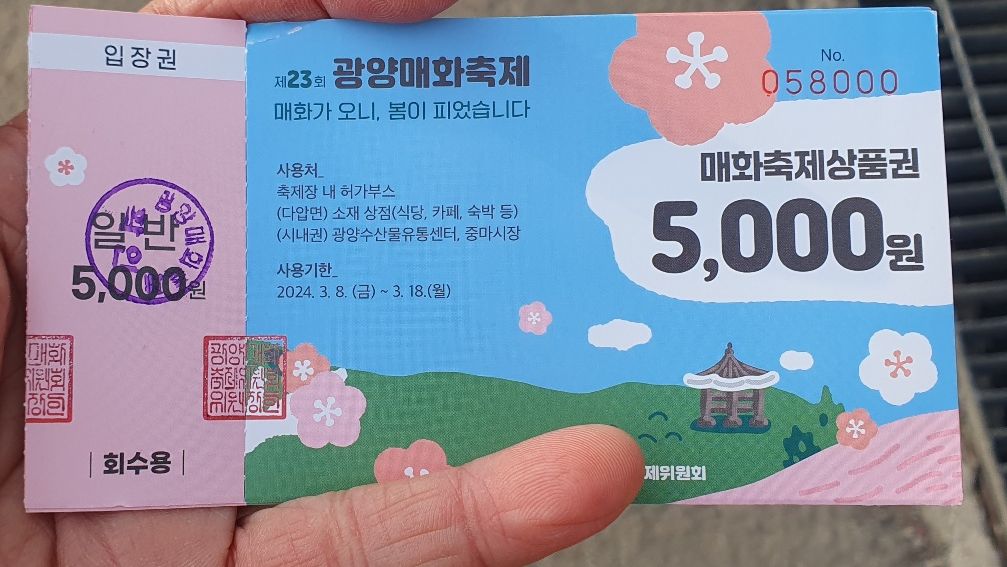 입장권
일반
5,000원
회수용
제23회 광양매화축제
매화가 오니, 봄이 피었습니다
사용처_
축제장 내 허가부스
(다압면) 소재 상점(식당, 카페, 숙박 등)
(시내권) 광양수산물유통센터, 중마시장
사용기한_
2024. 3. 8. (금) ~ 3. 18.(월)
No.
058000
매화축제상품권
5,000원
제위원회